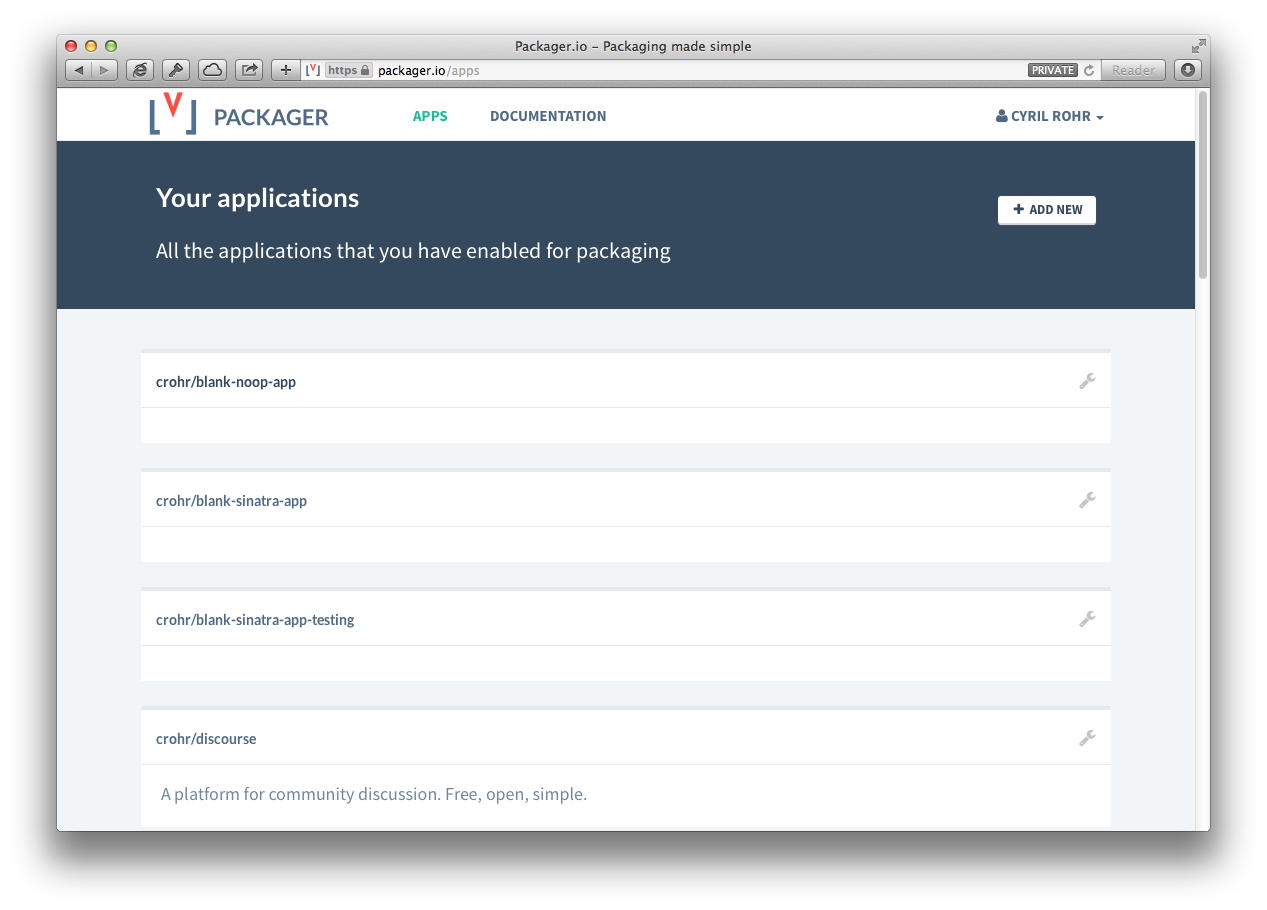 Packager.io – Packaging made simple
[V] https packager.io/apps PRIVATE Reader
[V] PACKAGER APPS DOCUMENTATION CYRIL ROHR
Your applications
+ ADD NEW
All the applications that you have enabled for packaging
crohr/blank-noop-app
crohr/blank-sinatra-app
crohr/blank-sinatra-app-testing
crohr/discourse
A platform for community discussion. Free, open, simple.